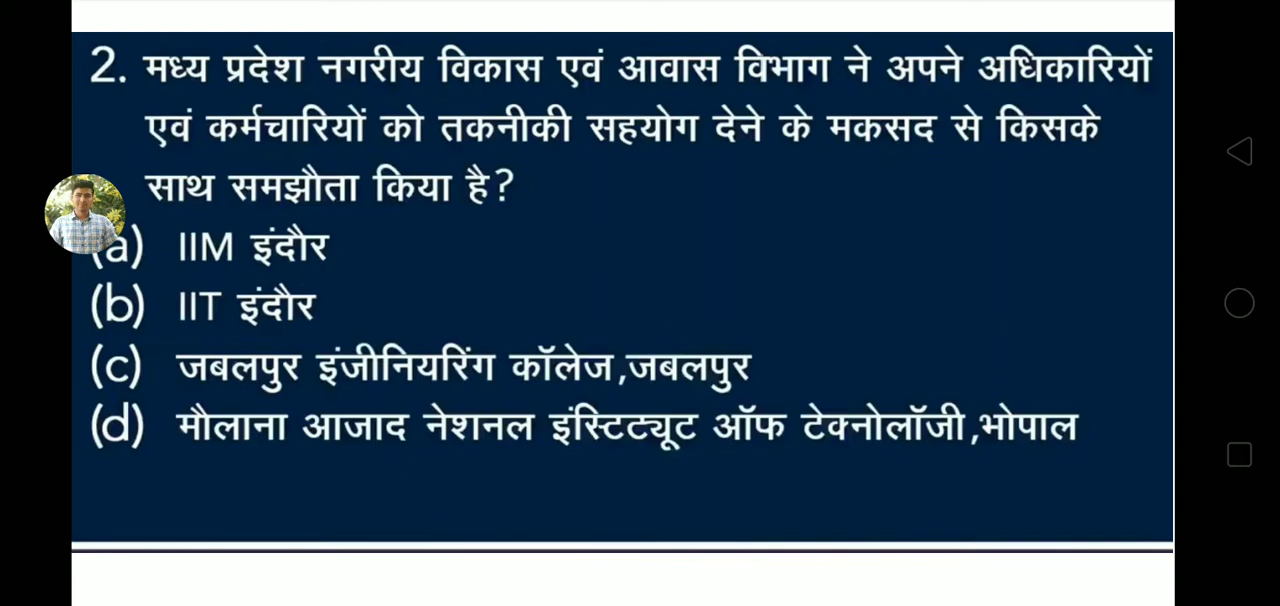 2. मध्य प्रदेश नगरीय विकास एवं आवास विभाग ने अपने अधिकारियों
एवं कर्मचारियों को तकनीकी सहयोग देने के मकसद से किसके
साथ समझौता किया है?
(a) IIM इंदौर
(b) IIT इंदौर
(c) जबलपुर इंजीनियरिंग कॉलेज,जबलपुर
(d) मौलाना आजाद नेशनल इंस्टिट्यूट ऑफ टेक्नोलॉजी,भोपाल